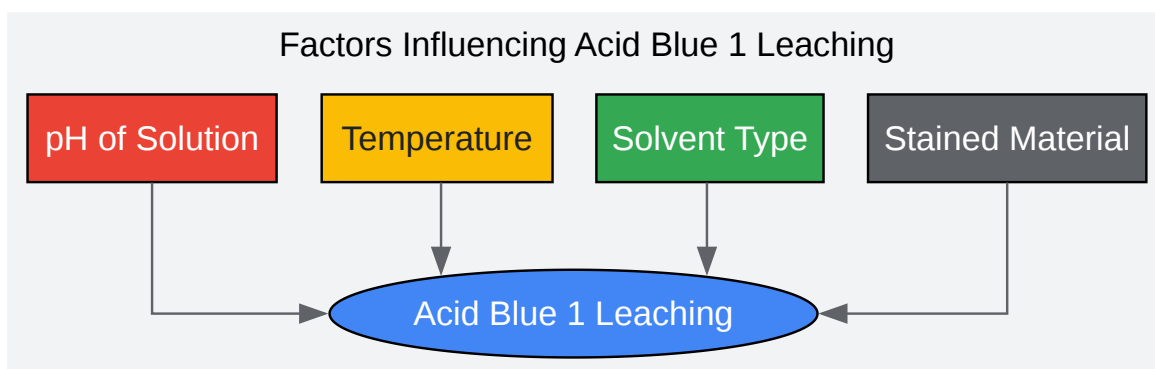 Factors Influencing Acid Blue 1 Leaching
pH of Solution
Temperature
Solvent Type
Stained Material
Acid Blue 1 Leaching